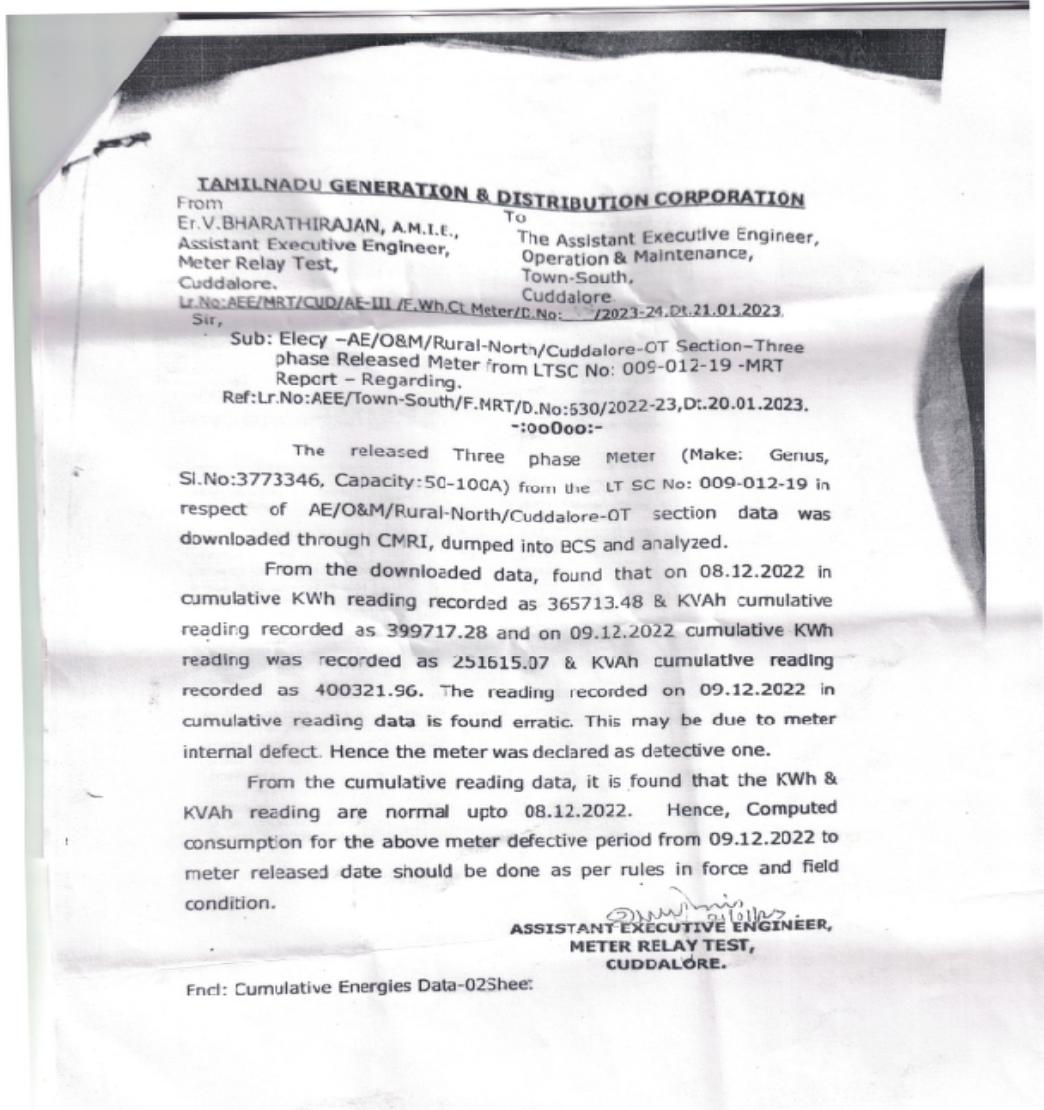 TAMILNADU GENERATION & DISTRIBUTION CORPORATION
From
Er.V.BHARATHIRAJAN, A.M.I.E.,
Assistant Executive Engineer,
Meter Relay Test,
Cuddalore.
To
The Assistant Executive Engineer,
Operation & Maintenance,
Town-South,
Cuddalore
Lr.No:AEE/MRT/CUD/AE-III /F.Wh.Ct Meter/D.No:___/2023-24,Dt.21.01.2023.
Sir,
Sub: Elecy –AE/O&M/Rural-North/Cuddalore-OT Section–Three
phase Released Meter from LTSC No: 009-012-19 -MRT
Report – Regarding.
Ref:Lr.No:AEE/Town-South/F.MRT/D.No:530/2022-23,Dt.20.01.2023.
-:oo0oo:-
The released Three phase Meter (Make: Genus,
Sl.No:3773346, Capacity:50-100A) from the LT SC No: 009-012-19 in
respect of AE/O&M/Rural-North/Cuddalore-OT section data was
downloaded through CMRI, dumped into BCS and analyzed.
From the downloaded data, found that on 08.12.2022 in
cumulative KWh reading recorded as 365713.48 & KVAh cumulative
reading recorded as 399717.28 and on 09.12.2022 cumulative KWh
reading was recorded as 251615.07 & KVAh cumulative reading
recorded as 400321.96. The reading recorded on 09.12.2022 in
cumulative reading data is found erratic. This may be due to meter
internal defect. Hence the meter was declared as detective one.
From the cumulative reading data, it is found that the KWh &
KVAh reading are normal upto 08.12.2022. Hence, Computed
consumption for the above meter defective period from 09.12.2022 to
meter released date should be done as per rules in force and field
condition.
ASSISTANT EXECUTIVE ENGINEER,
METER RELAY TEST,
CUDDALORE.
Encl: Cumulative Energies Data-02Sheet